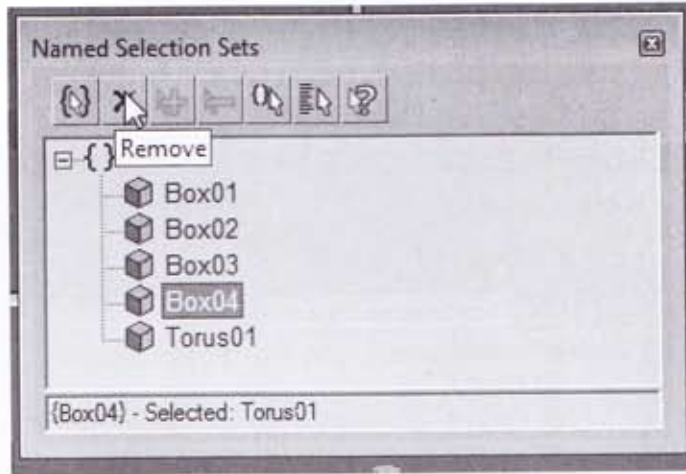 Named Selection Sets
Remove
Box01
Box02
Box03
Box04
Torus01
{Box04} - Selected: Torus01